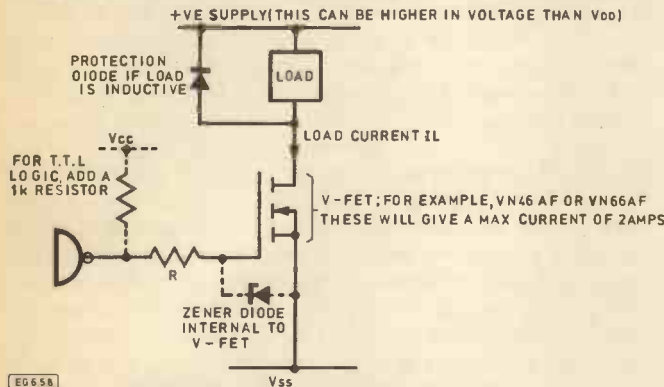 +VE SUPPLY(THIS CAN BE HIGHER IN VOLTAGE THAN VDD)
PROTECTION
DIODE IF LOAD
IS INDUCTIVE
LOAD
LOAD CURRENT IL
Vcc
FOR T.T.L
LOGIC, ADD A
1k RESISTOR
V-FET; FOR EXAMPLE, VN46 AF OR VN66AF
THESE WILL GIVE A MAX CURRENT OF 2AMPS
R
ZENER DIODE
INTERNAL TO
V-FET
EG658
Vss